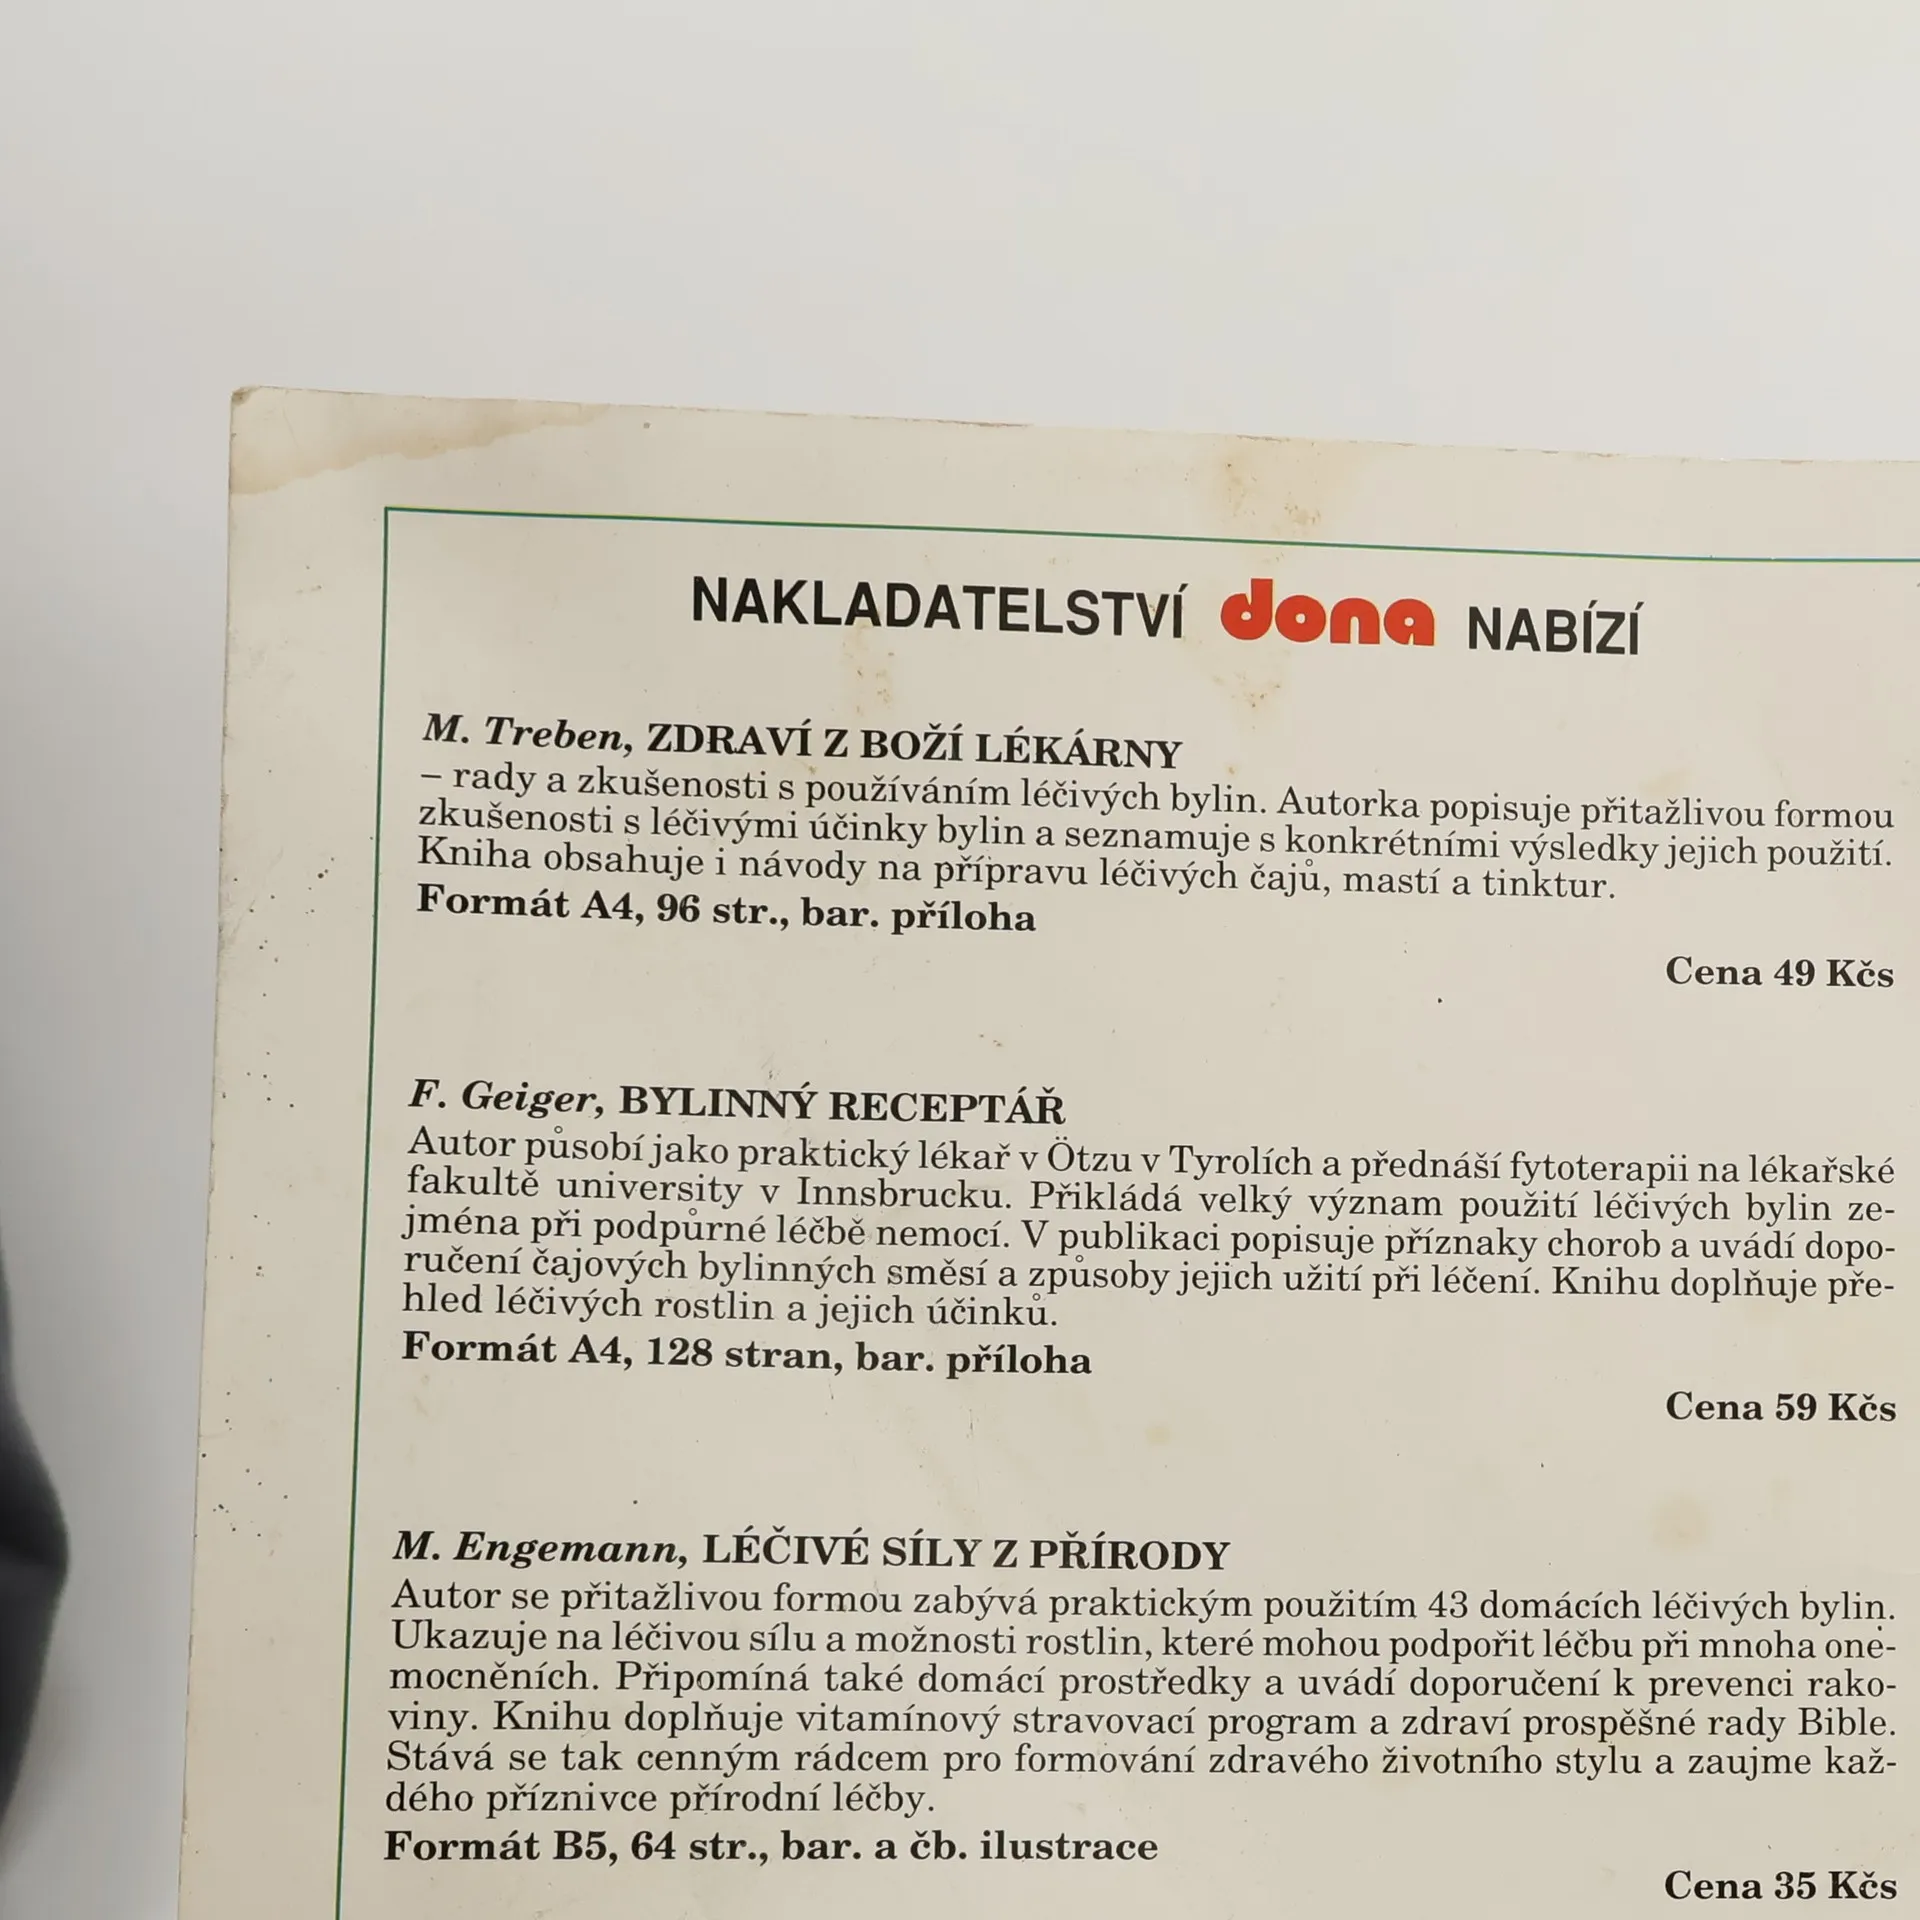 NAKLADATELSTVÍ dona NABÍZÍ
M. Treben, ZDRAVÍ Z BOŽÍ LÉKÁRNY
– rady a zkušenosti s používáním léčivých bylin. Autorka popisuje přitažlivou formou
zkušenosti s léčivými účinky bylin a seznamuje s konkrétními výsledky jejich použití.
Kniha obsahuje i návody na přípravu léčivých čajů, mastí a tinktur.
Formát A4, 96 str., bar. příloha
Cena 49 Kčs
F. Geiger, BYLINNÝ RECEPTÁŘ
Autor působí jako praktický lékař v Ötzu v Tyrolích a přednáší fytoterapii na lékařské
fakultě university v Innsbrucku. Přikládá velký význam použití léčivých bylin ze-
jména při podpůrné léčbě nemocí. V publikaci popisuje příznaky chorob a uvádí dopo-
ručení čajových bylinných směsí a způsoby jejich užití při léčení. Knihu doplňuje pře-
hled léčivých rostlin a jejich účinků.
Formát A4, 128 stran, bar. příloha
Cena 59 Kčs
M. Engemann, LÉČIVÉ SÍLY Z PŘÍRODY
Autor se přitažlivou formou zabývá praktickým použitím 43 domácích léčivých bylin.
Ukazuje na léčivou sílu a možnosti rostlin, které mohou podpořit léčbu při mnoha one-
mocněních. Připomíná také domácí prostředky a uvádí doporučení k prevenci rako-
viny. Knihu doplňuje vitamínový stravovací program a zdraví prospěšné rady Bible.
Stává se tak cenným rádcem pro formování zdravého životního stylu a zaujme kaž-
dého příznivce přírodní léčby.
Formát B5, 64 str., bar. a čb. ilustrace
Cena 35 Kčs